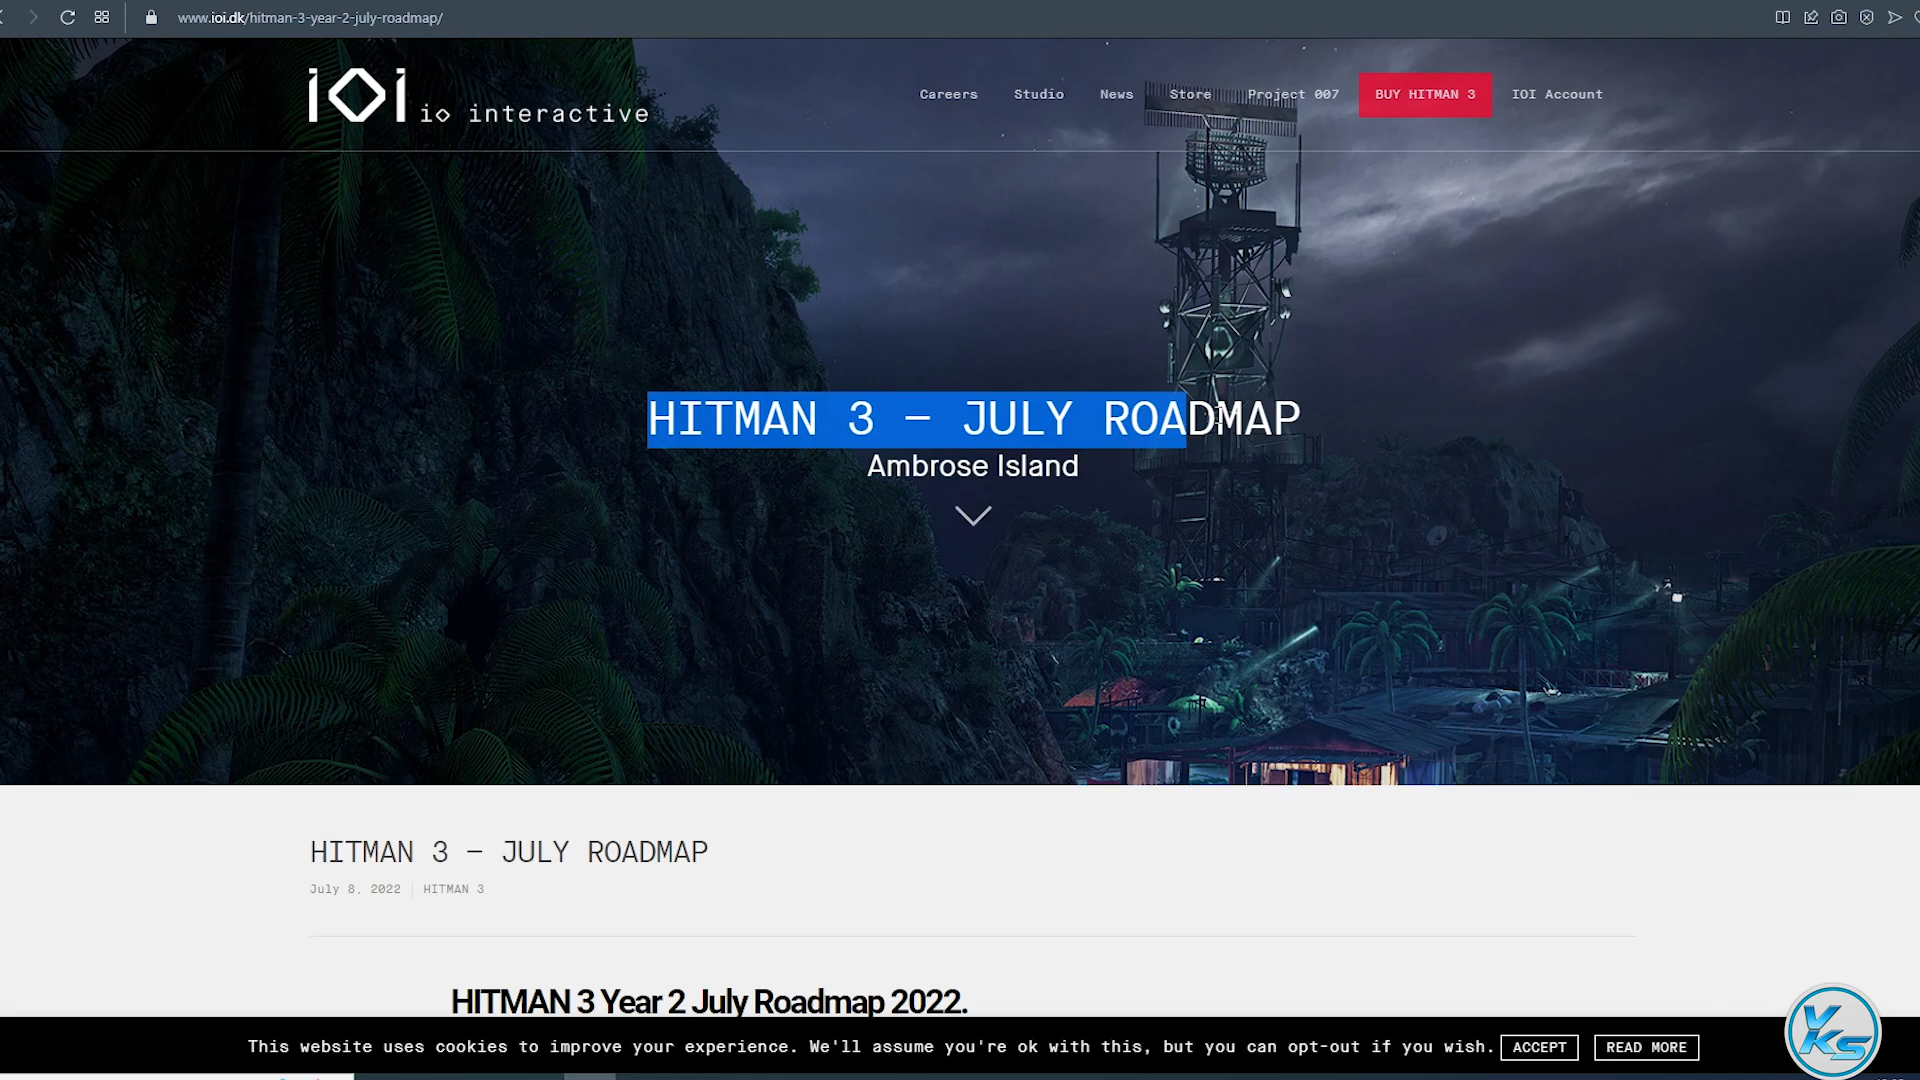 www.ioi.dk/hitman-3-year-2-july-roadmap/
iOi io interactive
Careers Studio News Store Project 007 BUY HITMAN 3 IOI Account
HITMAN 3 – JULY ROADMAP
Ambrose Island
HITMAN 3 – JULY ROADMAP
July 8, 2022 HITMAN 3
HITMAN 3 Year 2 July Roadmap 2022.
This website uses cookies to improve your experience. We'll assume you're ok with this, but you can opt-out if you wish. ACCEPT READ MORE
VKS